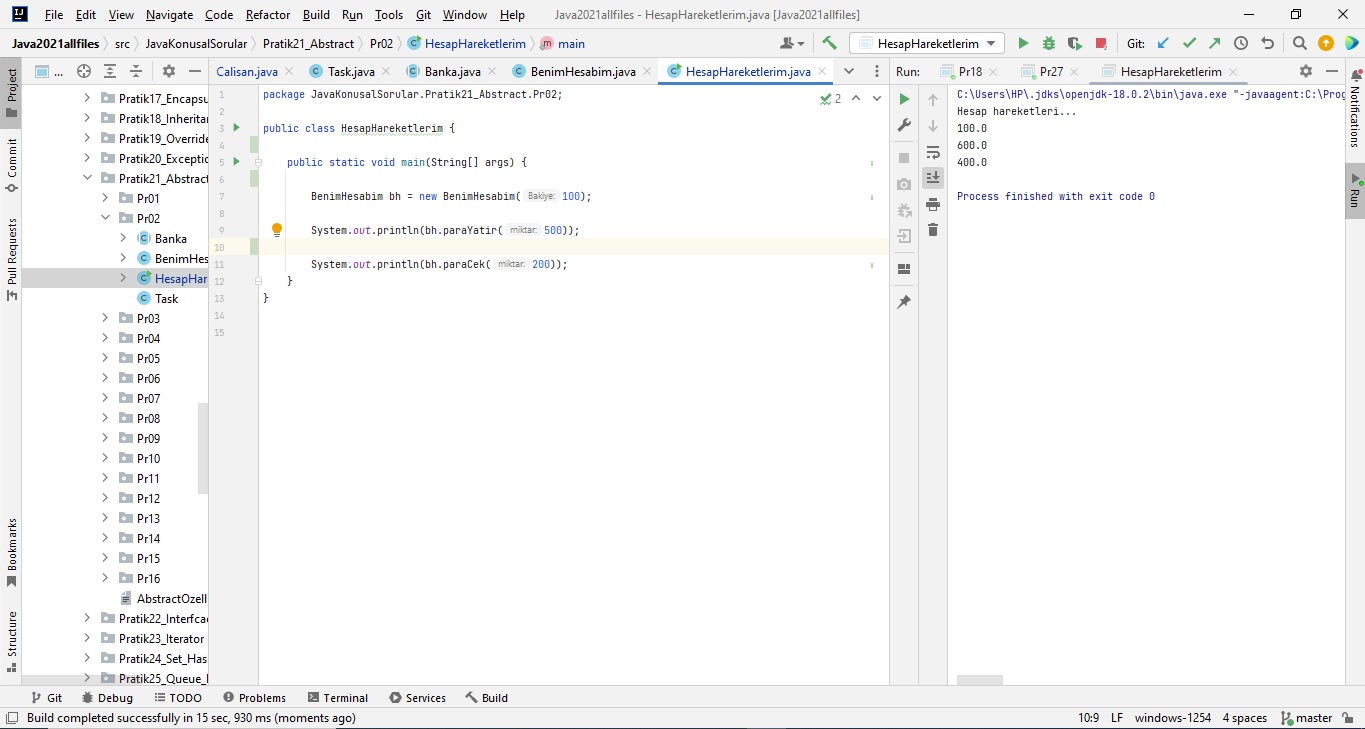 File Edit View Navigate Code Refactor Build Run Tools Git Window Help Java2021allfiles - HesapHareketlerim.java [Java2021allfiles]
Java2021allfiles src JavaKonusalSorular Pratik21_Abstract Pr02 HesapHareketlerim main HesapHareketlerim Git:
Project
Commit
Pull Requests
Bookmarks
Structure
...
Pratik17_Encapsu
Pratik18_Inheritar
Pratik19_Override
Pratik20_Exceptic
Pratik21_Abstract
Pr01
Pr02
Banka
BenimHes
HesapHar
Task
Pr03
Pr04
Pr05
Pr06
Pr07
Pr08
Pr09
Pr10
Pr11
Pr12
Pr13
Pr14
Pr15
Pr16
AbstractOzell
Pratik22_Interfca
Pratik23_Iterator
Pratik24_Set_Has
Pratik25_Queue_
Calisan.java Task.java Banka.java BenimHesabim.java HesapHareketlerim.java
1 package JavaKonusalSorular.Pratik21_Abstract.Pr02;
2
3 public class HesapHareketlerim {
4
5 public static void main(String[] args) {
6
7 BenimHesabim bh = new BenimHesabim( Bakiye: 100);
8
9 System.out.println(bh.paraYatir( miktar: 500));
10
11 System.out.println(bh.paraCek( miktar: 200));
12 }
13 }
14
15
2
Run: Pr18 Pr27 HesapHareketlerim
C:\Users\HP\.jdks\openjdk-18.0.2\bin\java.exe "-javaagent:C:\Prog
Hesap hareketleri...
100.0
600.0
400.0
Process finished with exit code 0
Notifications
Run
Git Debug TODO Problems Terminal Services Build
Build completed successfully in 15 sec, 930 ms (moments ago) 10:9 LF windows-1254 4 spaces master